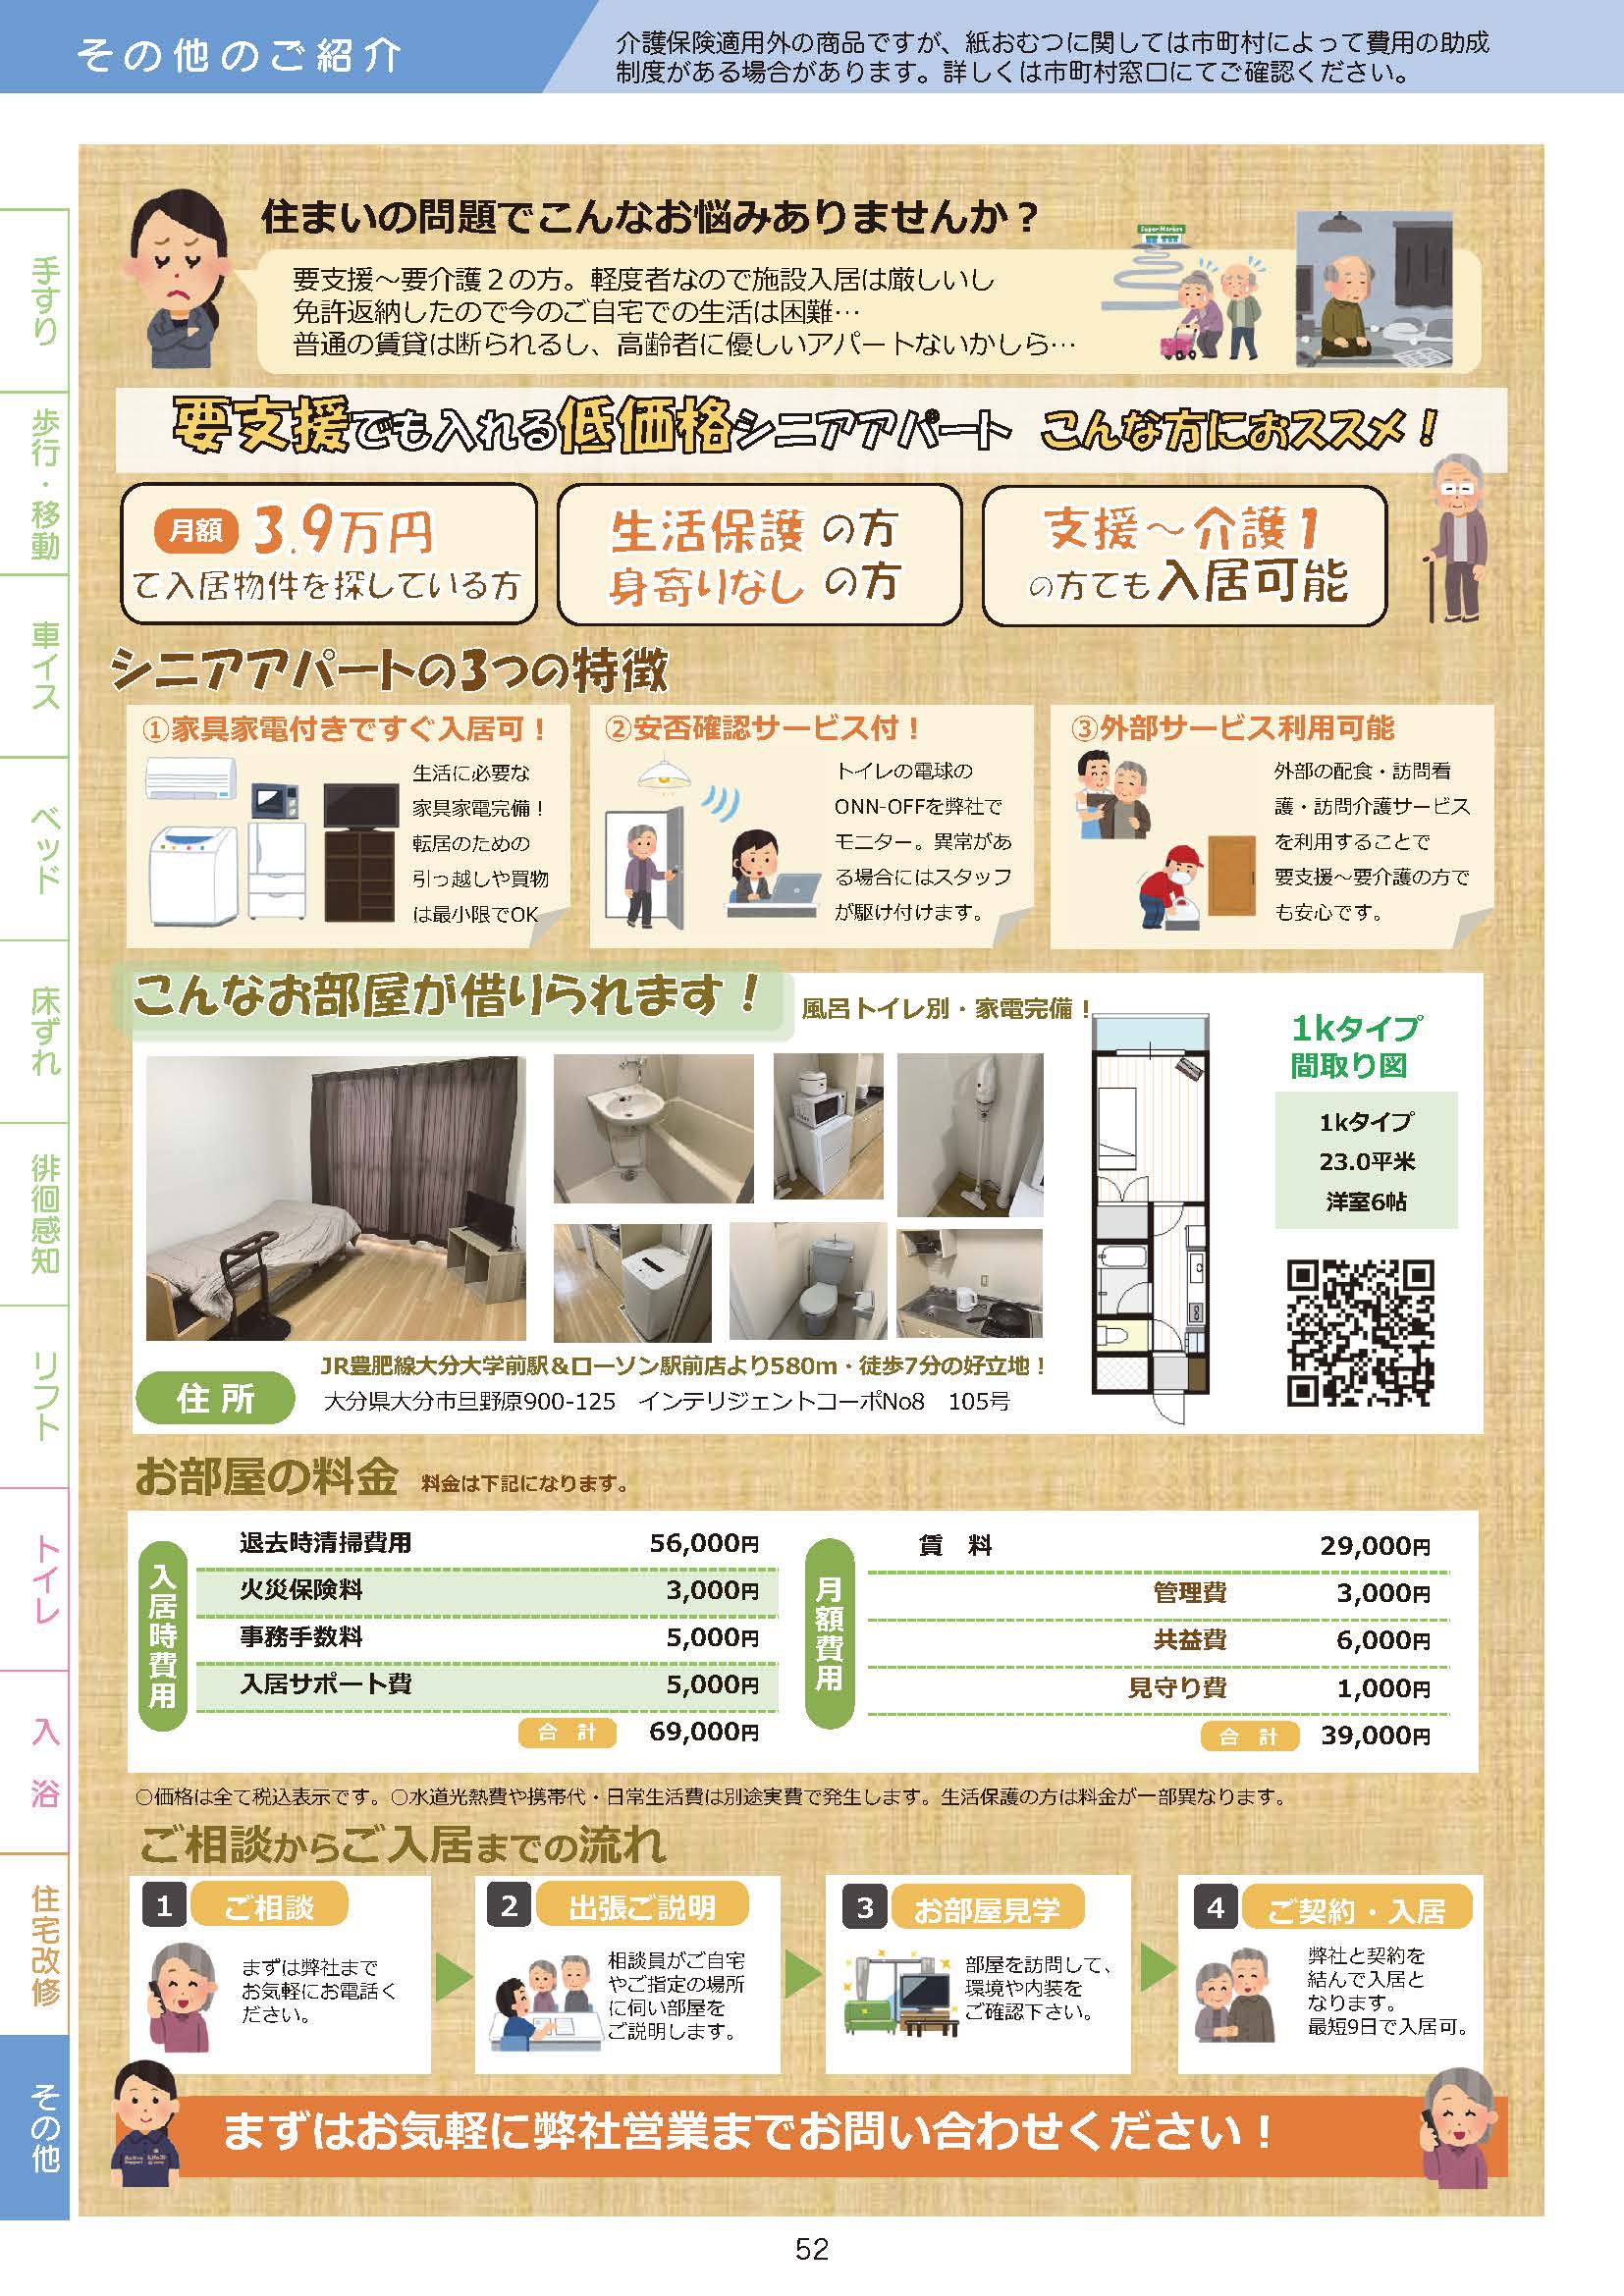 その他のご紹介
介護保険適用外の商品ですが、紙おむつに関しては市町村によって費用の助成
制度がある場合があります。詳しくは市町村窓口にてご確認ください。
手すり
歩行・移動
車イス
ベッド
床ずれ
徘徊感知
リフト
トイレ
入浴
住宅改修
その他
住まいの問題でこんなお悩みありませんか？
要支援～要介護２の方。軽度者なので施設入居は厳しいし
免許返納したので今のご自宅での生活は困難…
普通の賃貸は断られるし、高齢者に優しいアパートないかしら…
Super Market
要支援でも入れる低価格シニアアパート こんな方におススメ！
月額 3.9万円
て入居物件を探している方
生活保護 の方
身寄りなし の方
支援～介護1
の方ても入居可能
シニアアパートの3つの特徴
①家具家電付きですぐ入居可！
生活に必要な
家具家電完備！
転居のための
引っ越しや買物
は最小限でOK
②安否確認サービス付！
トイレの電球の
ONN-OFFを弊社で
モニター。異常があ
る場合にはスタッフ
が駆け付けます。
③外部サービス利用可能
外部の配食・訪問看
護・訪問介護サービス
を利用することで
要支援～要介護の方で
も安心です。
こんなお部屋が借りられます！
風呂トイレ別・家電完備！
1kタイプ
間取り図
1kタイプ
23.0平米
洋室6帖
JR豊肥線大分大学前駅＆ローソン駅前店より580m・徒歩7分の好立地！
住所
大分県大分市旦野原900-125　インテリジェントコーポNo8　105号
お部屋の料金 料金は下記になります。
入居時費用
退去時清掃費用 56,000円
火災保険料 3,000円
事務手数料 5,000円
入居サポート費 5,000円
合計 69,000円
月額費用
賃料 29,000円
管理費 3,000円
共益費 6,000円
見守り費 1,000円
合計 39,000円
○価格は全て税込表示です。○水道光熱費や携帯代・日常生活費は別途実費で発生します。生活保護の方は料金が一部異なります。
ご相談からご入居までの流れ
1 ご相談
まずは弊社まで
お気軽にお電話く
ださい。
2 出張ご説明
相談員がご自宅
やご指定の場所
に伺い部屋を
ご説明します。
3 お部屋見学
部屋を訪問して、
環境や内装を
ご確認下さい。
4 ご契約・入居
弊社と契約を
結んで入居と
なります。
最短9日で入居可。
まずはお気軽に弊社営業までお問い合わせください！
52